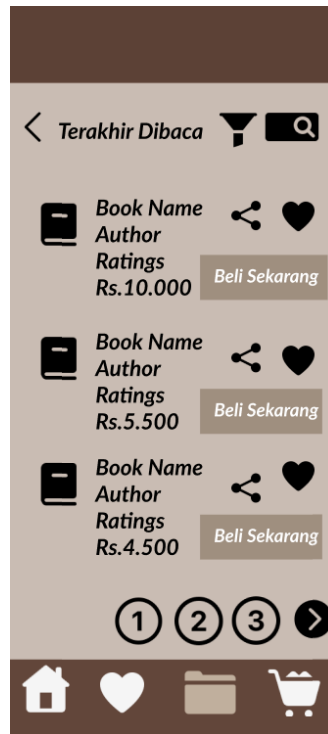 Terakhir Dibaca
Book Name
Author
Ratings
Rs.10.000
Beli Sekarang
Book Name
Author
Ratings
Rs.5.500
Beli Sekarang
Book Name
Author
Ratings
Rs.4.500
Beli Sekarang
1 2 3